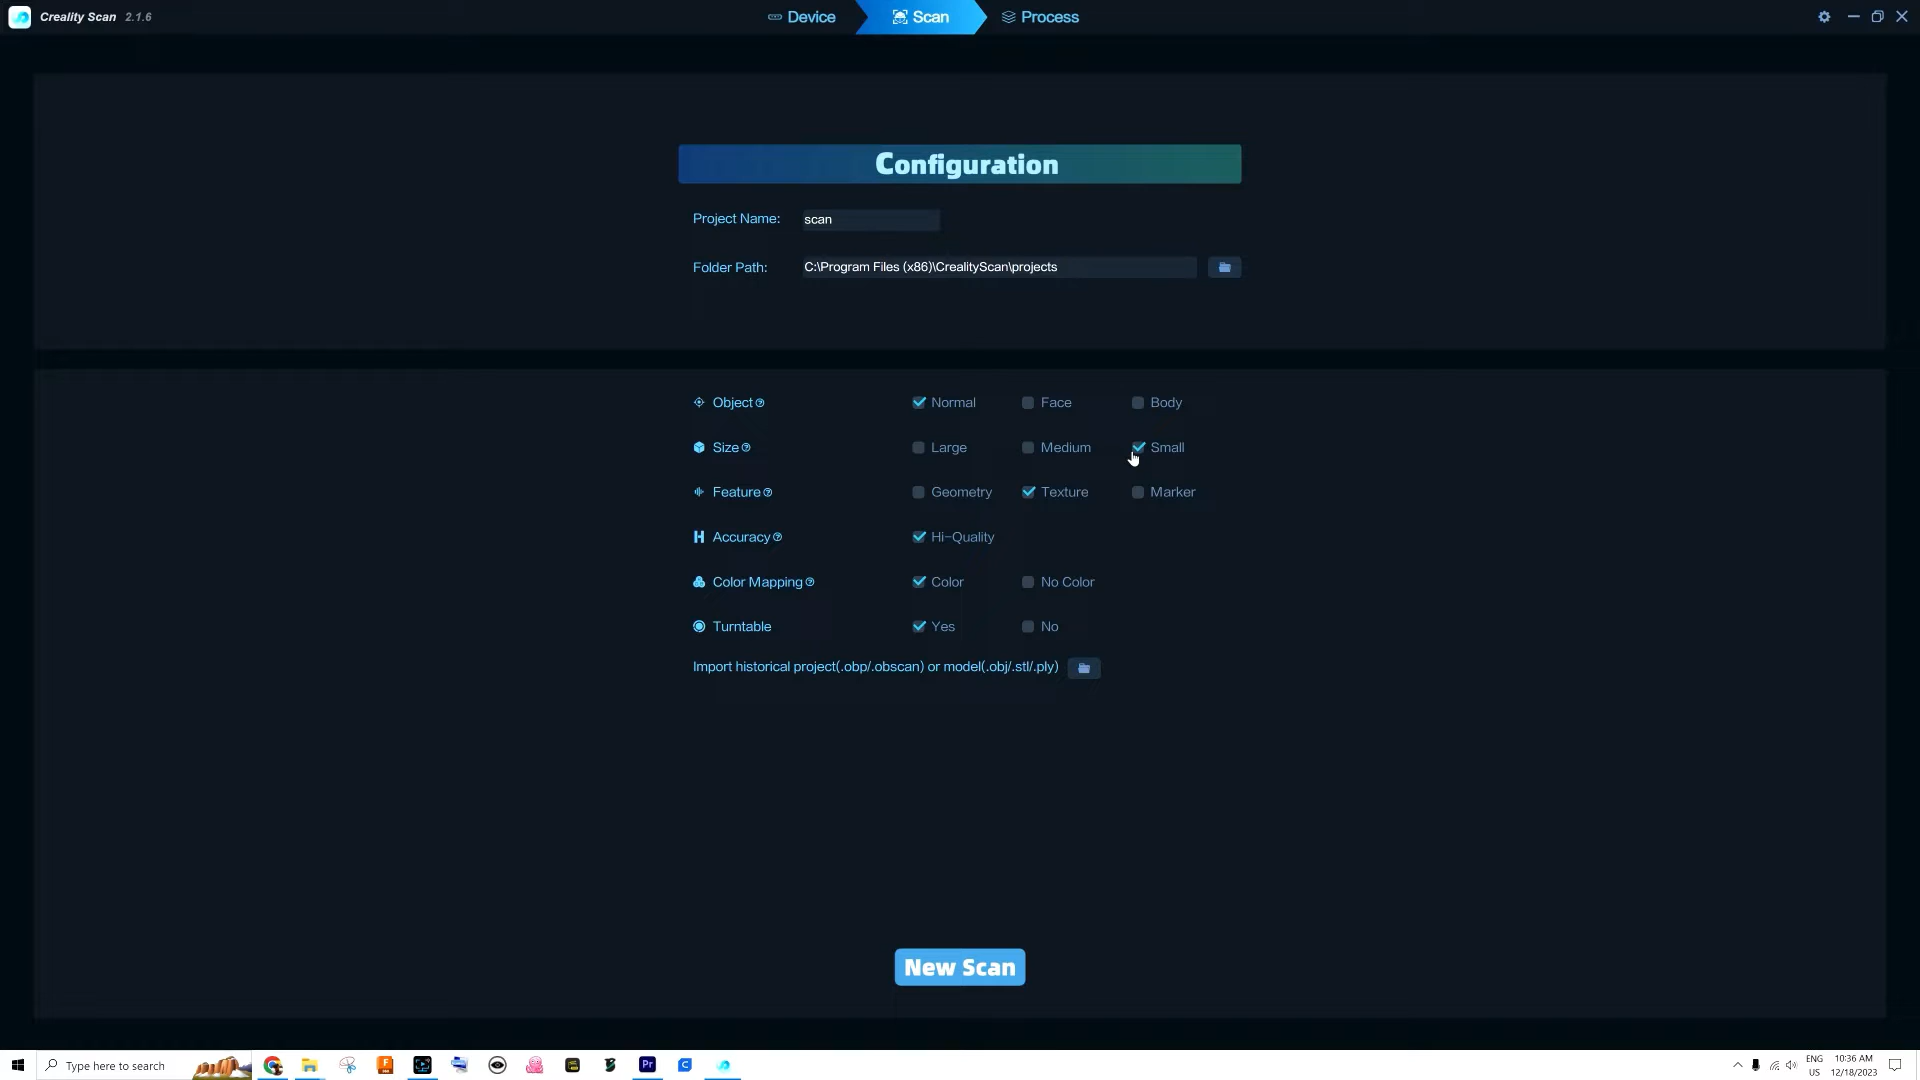 Creality Scan 2.1.6
Device Scan Process
Configuration
Project Name: scan
Folder Path: C:\Program Files (x86)\CrealityScan\projects
Object Normal Face Body
Size Large Medium Small
Feature Geometry Texture Marker
Accuracy Hi-Quality
Color Mapping Color No Color
Turntable Yes No
Import historical project(.obp/.obscan) or model(.obj/.stl/.ply)
New Scan
Type here to search
Pr
ENG 10:36 AM
US 12/18/2023